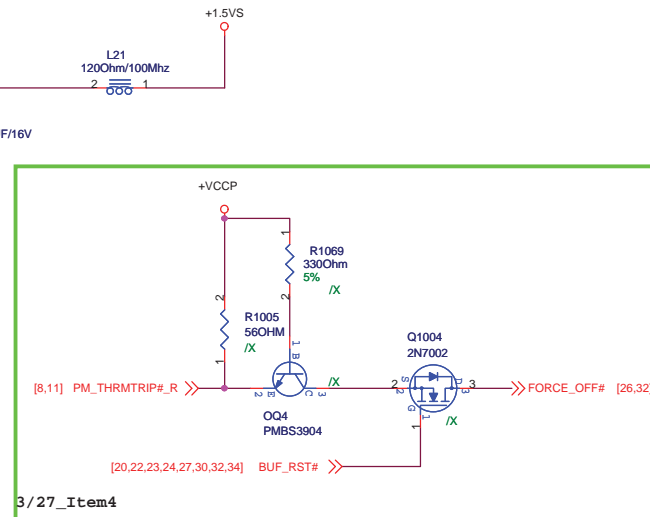 +1.5VS
L21
120Ohm/100Mhz
2 1
F/16V
+VCCP
1
R1069
330Ohm
5%
/X
2
2
R1005
56OHM
/X
1
1
B
Q1004
2N7002
[8,11] PM_THRMTRIP#_R
2 E C 3
/X
2 S D 3
2 3
G 1
1
/X
FORCE_OFF# [26,32]
OQ4
PMBS3904
[20,22,23,24,27,30,32,34] BUF_RST#
3/27_Item4